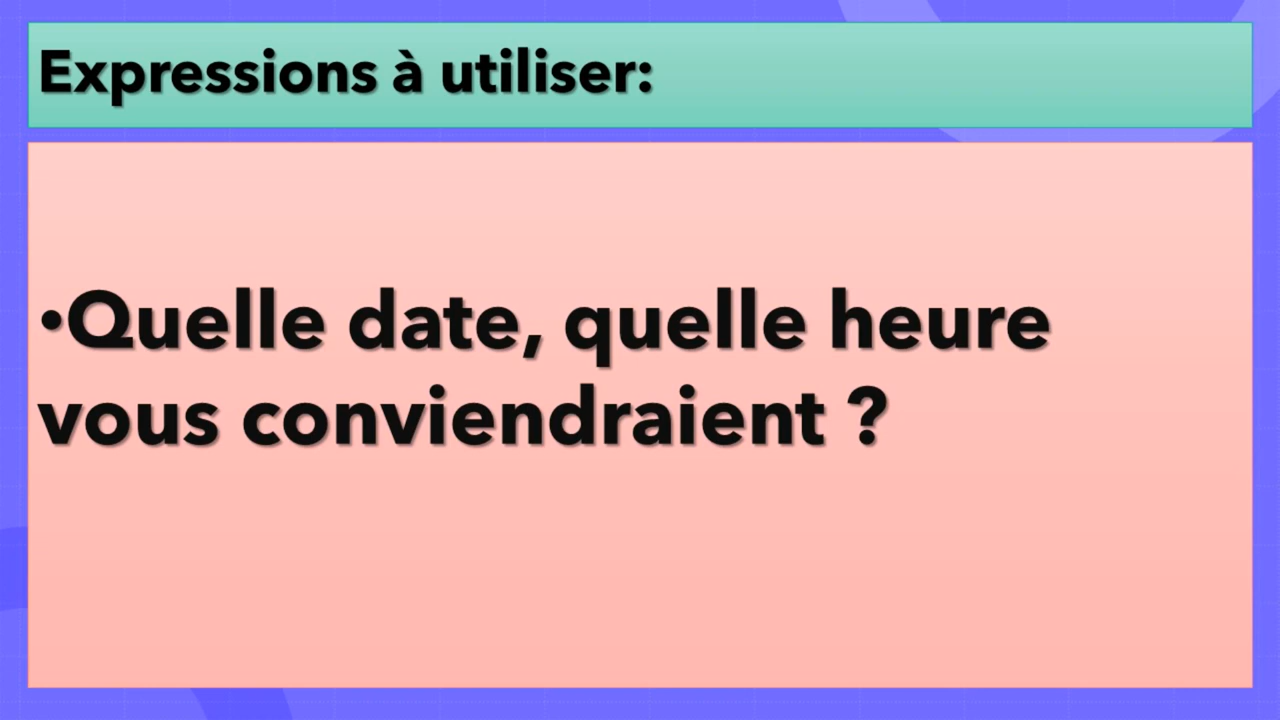 Expressions à utiliser:
•Quelle date, quelle heure
vous conviendraient ?